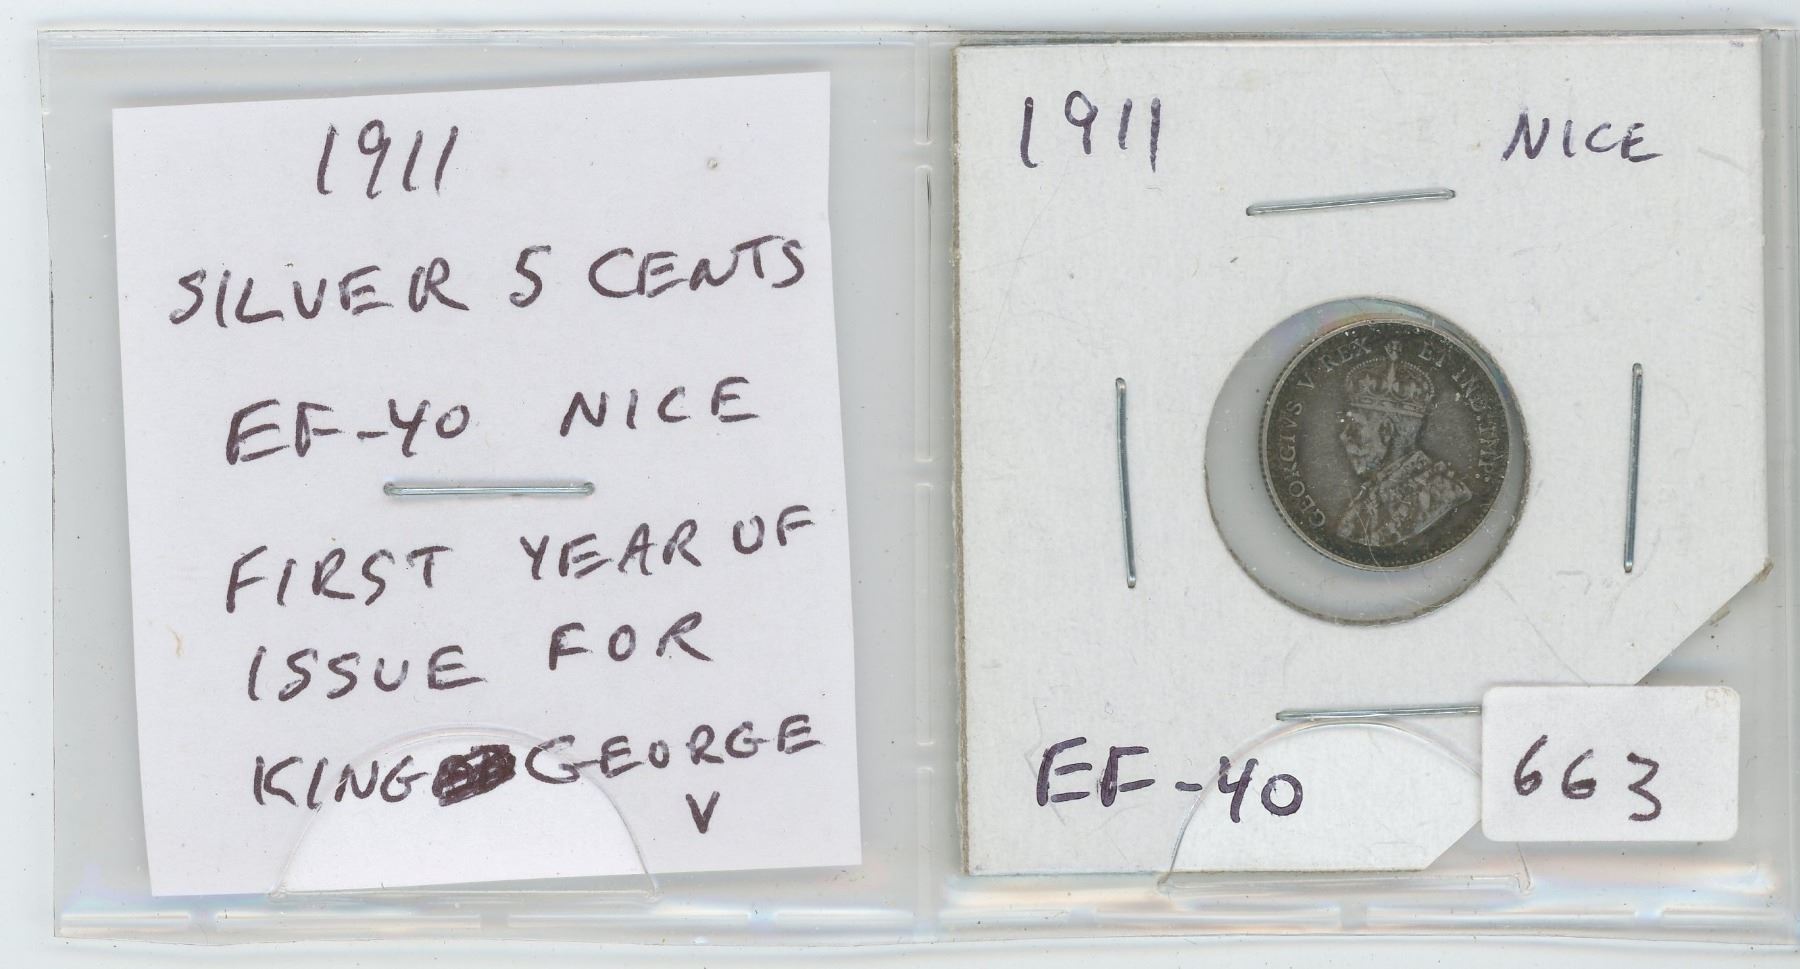 1911
SILVER 5 CENTS
EF-40 NICE
FIRST YEAR OF
ISSUE FOR
KING GEORGE
V
1911 NICE
GEORGIVS V REX ET IND:IMP:
EF-40
663